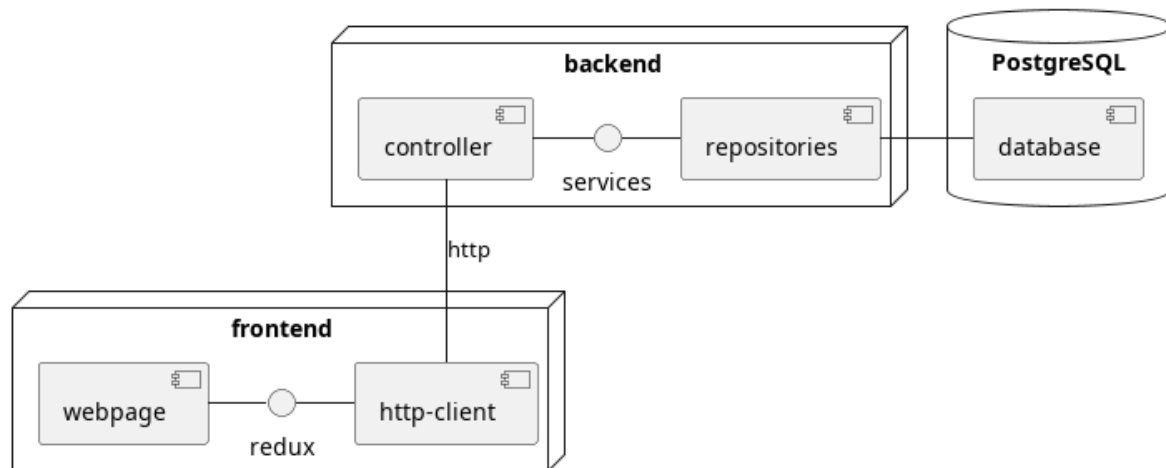 backend
PostgreSQL
controller
repositories
database
services
http
frontend
webpage
http-client
redux